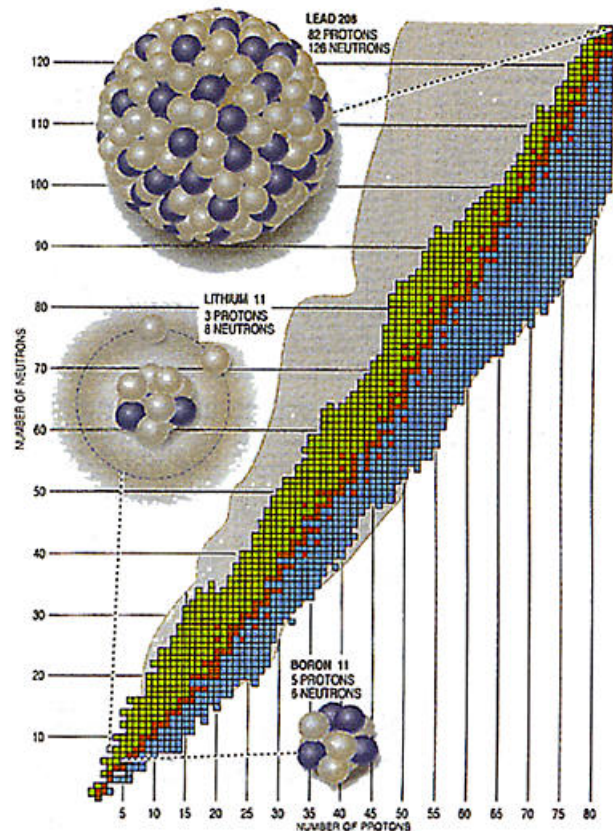 LEAD 208
82 PROTONS
126 NEUTRONS
120
110
100
90
LITHIUM 11
3 PROTONS
8 NEUTRONS
80
70
NUMBER OF NEUTRONS
60
50
40
30
20
BORON 11
5 PROTONS
6 NEUTRONS
10
5 10 15 20 25 30 35 40 45 50 55 60 65 70 75 80
NUMBER OF PROTONS